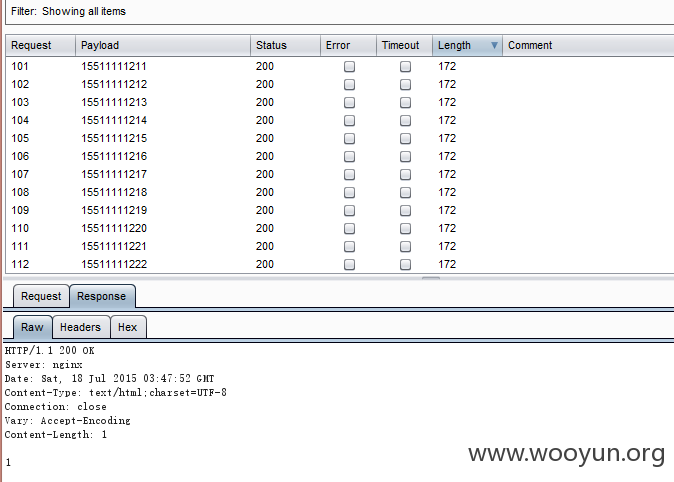 Filter: Showing all items
Request Payload Status Error Timeout Length Comment
101 15511111211 200 172
102 15511111212 200 172
103 15511111213 200 172
104 15511111214 200 172
105 15511111215 200 172
106 15511111216 200 172
107 15511111217 200 172
108 15511111218 200 172
109 15511111219 200 172
110 15511111220 200 172
111 15511111221 200 172
112 15511111222 200 172
Request Response
Raw Headers Hex
HTTP/1.1 200 OK
Server: nginx
Date: Sat, 18 Jul 2015 03:47:52 GMT
Content-Type: text/html;charset=UTF-8
Connection: close
Vary: Accept-Encoding
Content-Length: 1
1
www.wooyun.org